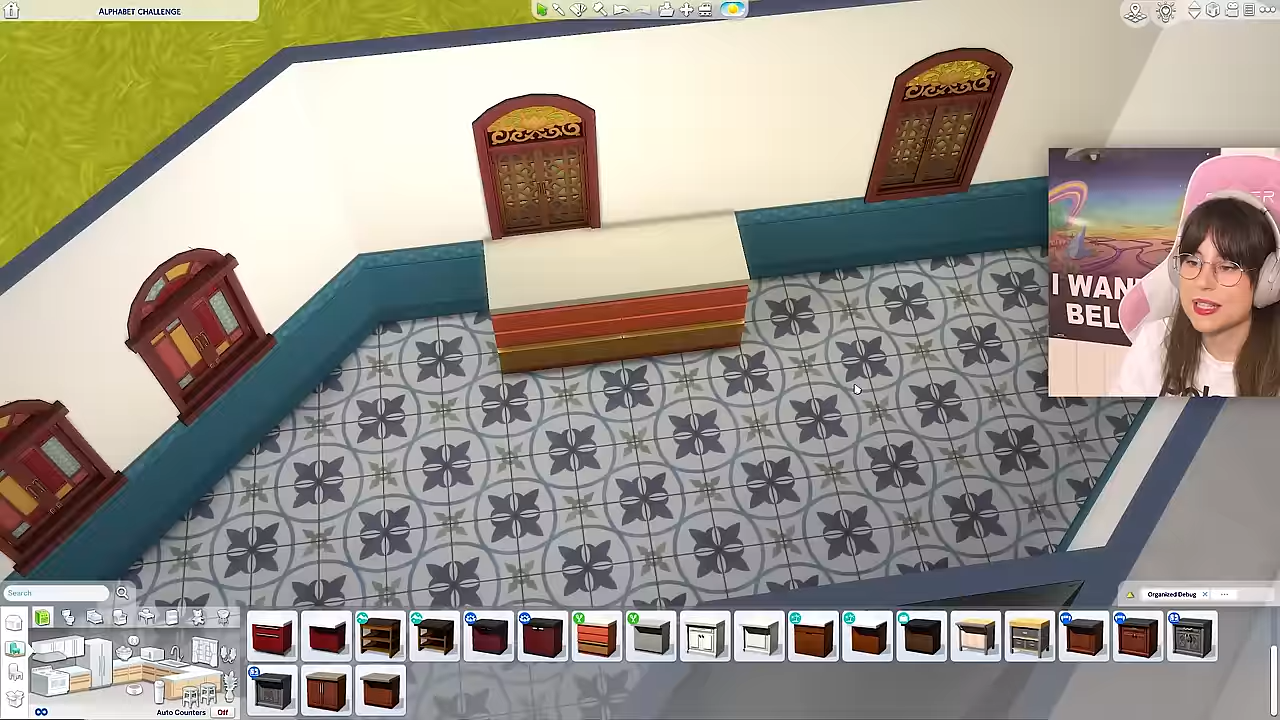 ALPHABET CHALLENGE
I WAN
BEL
Search
Organized Debug
Auto Counters Off